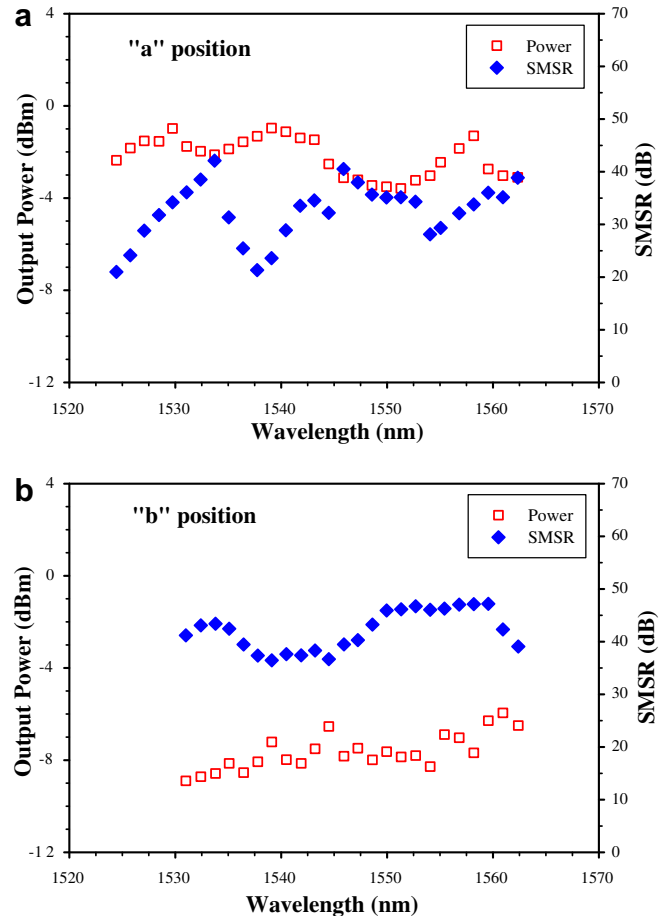 a
"a" position
Power
SMSR
4
0
-4
-8
-12
70
60
50
40
30
20
10
0
1520 1530 1540 1550 1560 1570
Output Power (dBm)
SMSR (dB)
Wavelength (nm)
b
"b" position
Power
SMSR
4
0
-4
-8
-12
70
60
50
40
30
20
10
0
1520 1530 1540 1550 1560 1570
Output Power (dBm)
SMSR (dB)
Wavelength (nm)